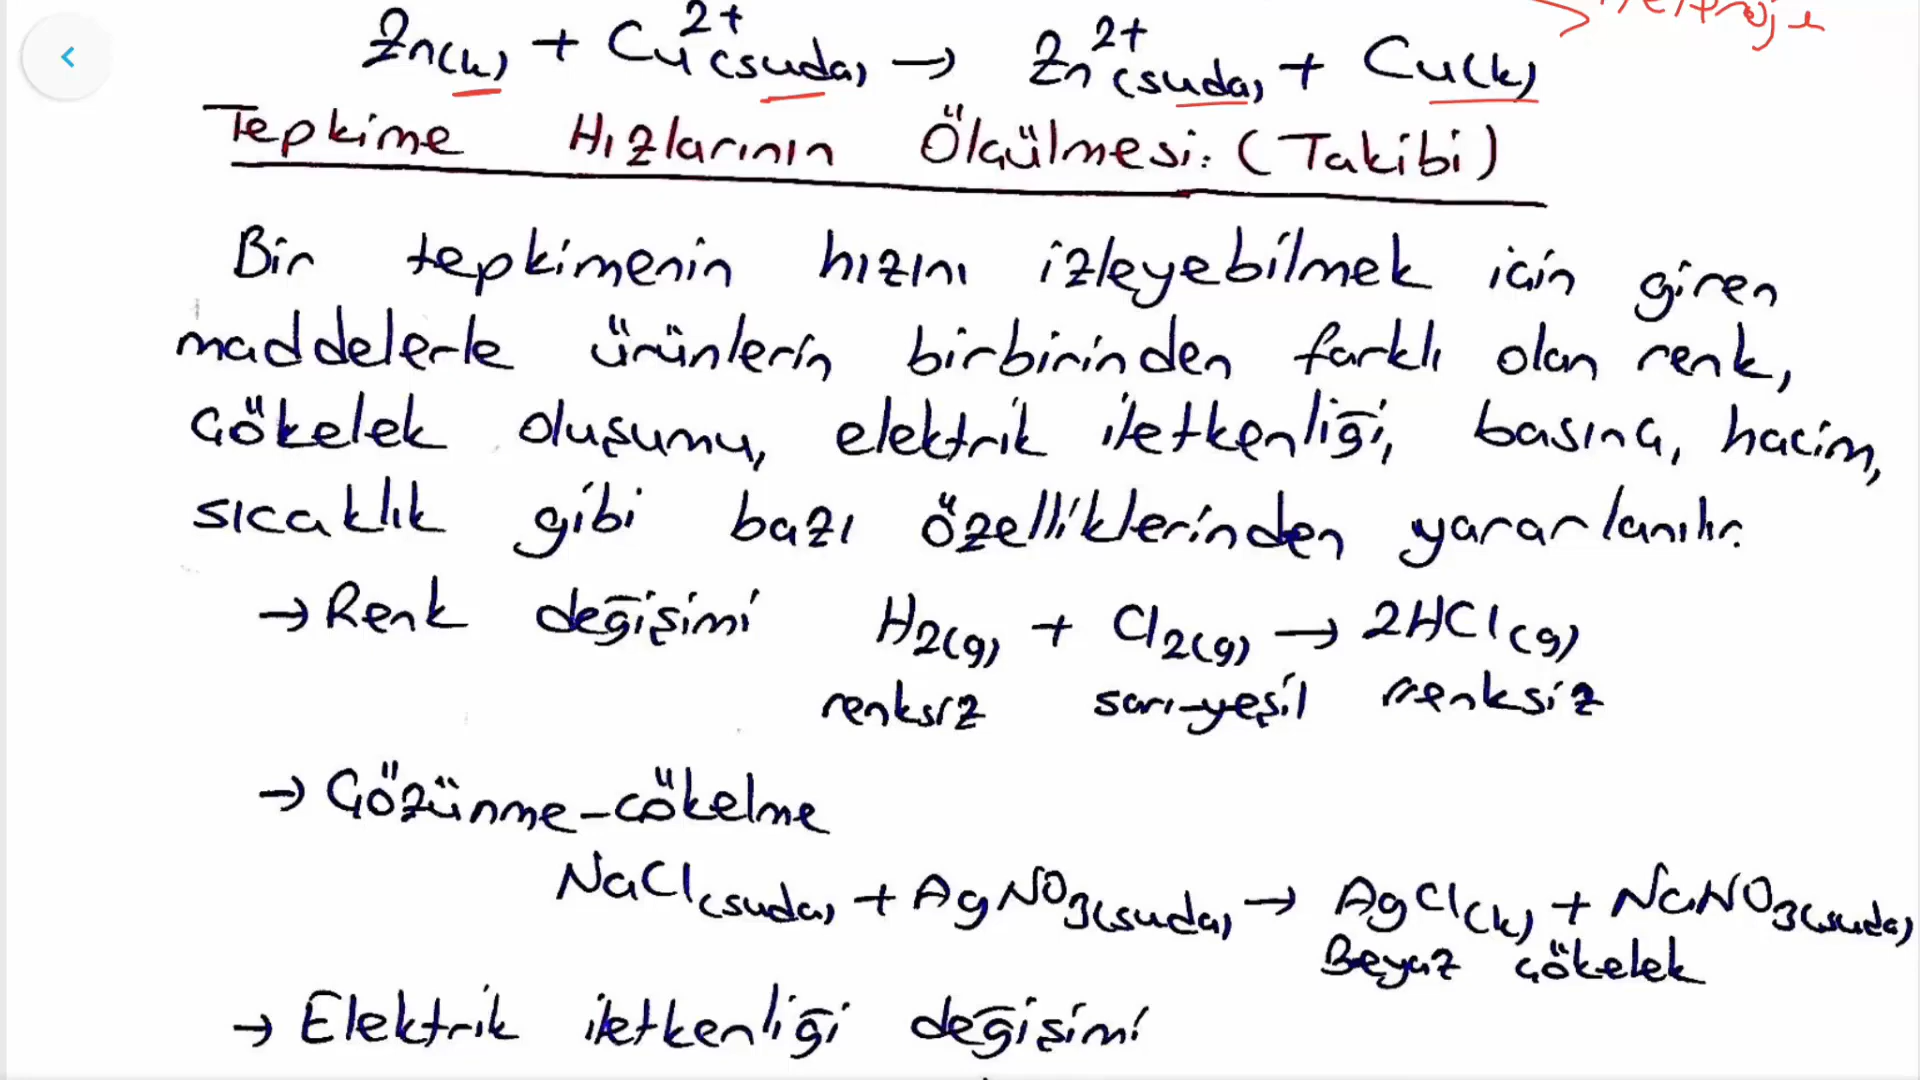 Zn(k) + Cu²⁺(suda) → Zn²⁺(suda) + Cu(k)
Tepkime Hızlarının Ölçülmesi: (Takibi)
Bir tepkimenin hızını izleyebilmek için giren
maddelerle ürünlerin birbirinden farklı olan renk,
çökelek oluşumu, elektrik iletkenliği, basınç, hacim,
sıcaklık gibi bazı özelliklerinden yararlanılır.
→ Renk değişimi H₂(g) + Cl₂(g) → 2HCl(g)
renksiz sarı-yeşil renksiz
→ Çözünme-çökelme
NaCl(suda) + AgNO₃(suda) → AgCl(k) + NaNO₃(suda)
Beyaz çökelek
→ Elektrik iletkenliği değişimi